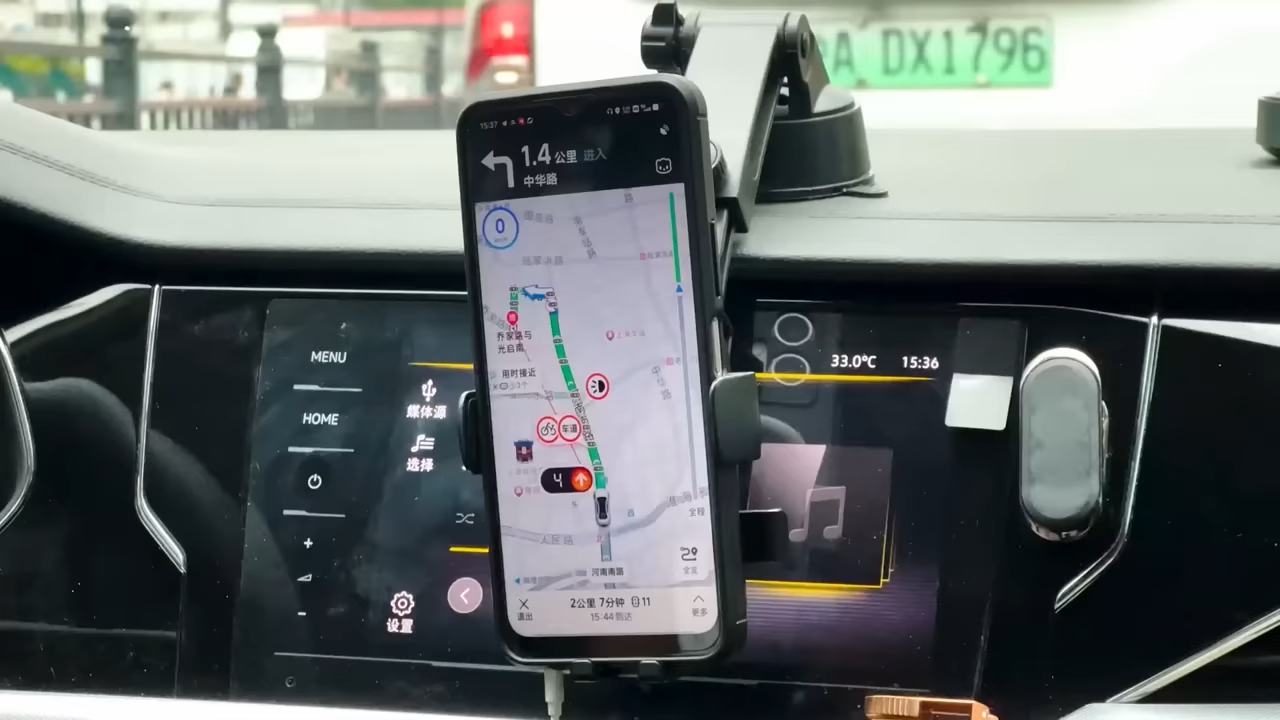 A DX1796
15:37
1.4公里 进入
中华路
0
乔家路与
光启南
用时接近
车道
4
人民路
全程
河南南路
全览
2公里 7分钟 11
15:44到达
退出
更多
MENU
HOME
媒体源
选择
设置
33.0°C 15:36